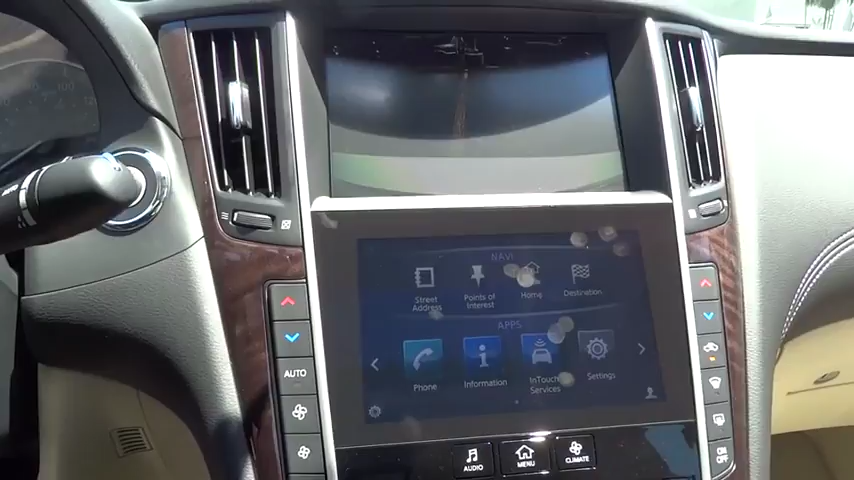 NAVI
Street
Address
Points of
Interest
Home
Destination
APPS
Phone
Information
InTouch
Services
Settings
AUTO
ON
OFF
AUDIO
MENU
CLIMATE